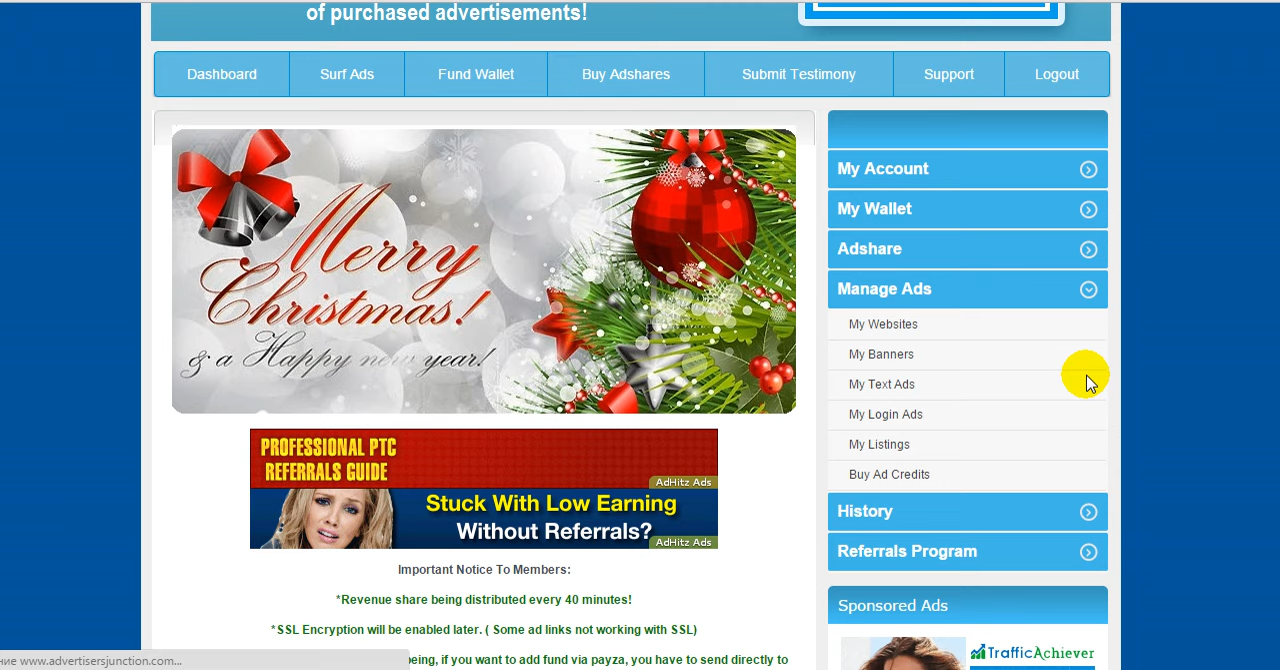 of purchased advertisements!
Dashboard
Surf Ads
Fund Wallet
Buy Adshares
Submit Testimony
Support
Logout
Merry
Christmas!
& a Happy new year!
PROFESSIONAL PTC
REFERRALS GUIDE
AdHitz Ads
Stuck With Low Earning
Without Referrals?
AdHitz Ads
Important Notice To Members:
*Revenue share being distributed every 40 minutes!
*SSL Encryption will be enabled later. ( Some ad links not working with SSL)
being, if you want to add fund via payza, you have to send directly to
My Account
My Wallet
Adshare
Manage Ads
My Websites
My Banners
My Text Ads
My Login Ads
My Listings
Buy Ad Credits
History
Referrals Program
Sponsored Ads
TrafficAchiever
ние www.advertisersjunction.com...